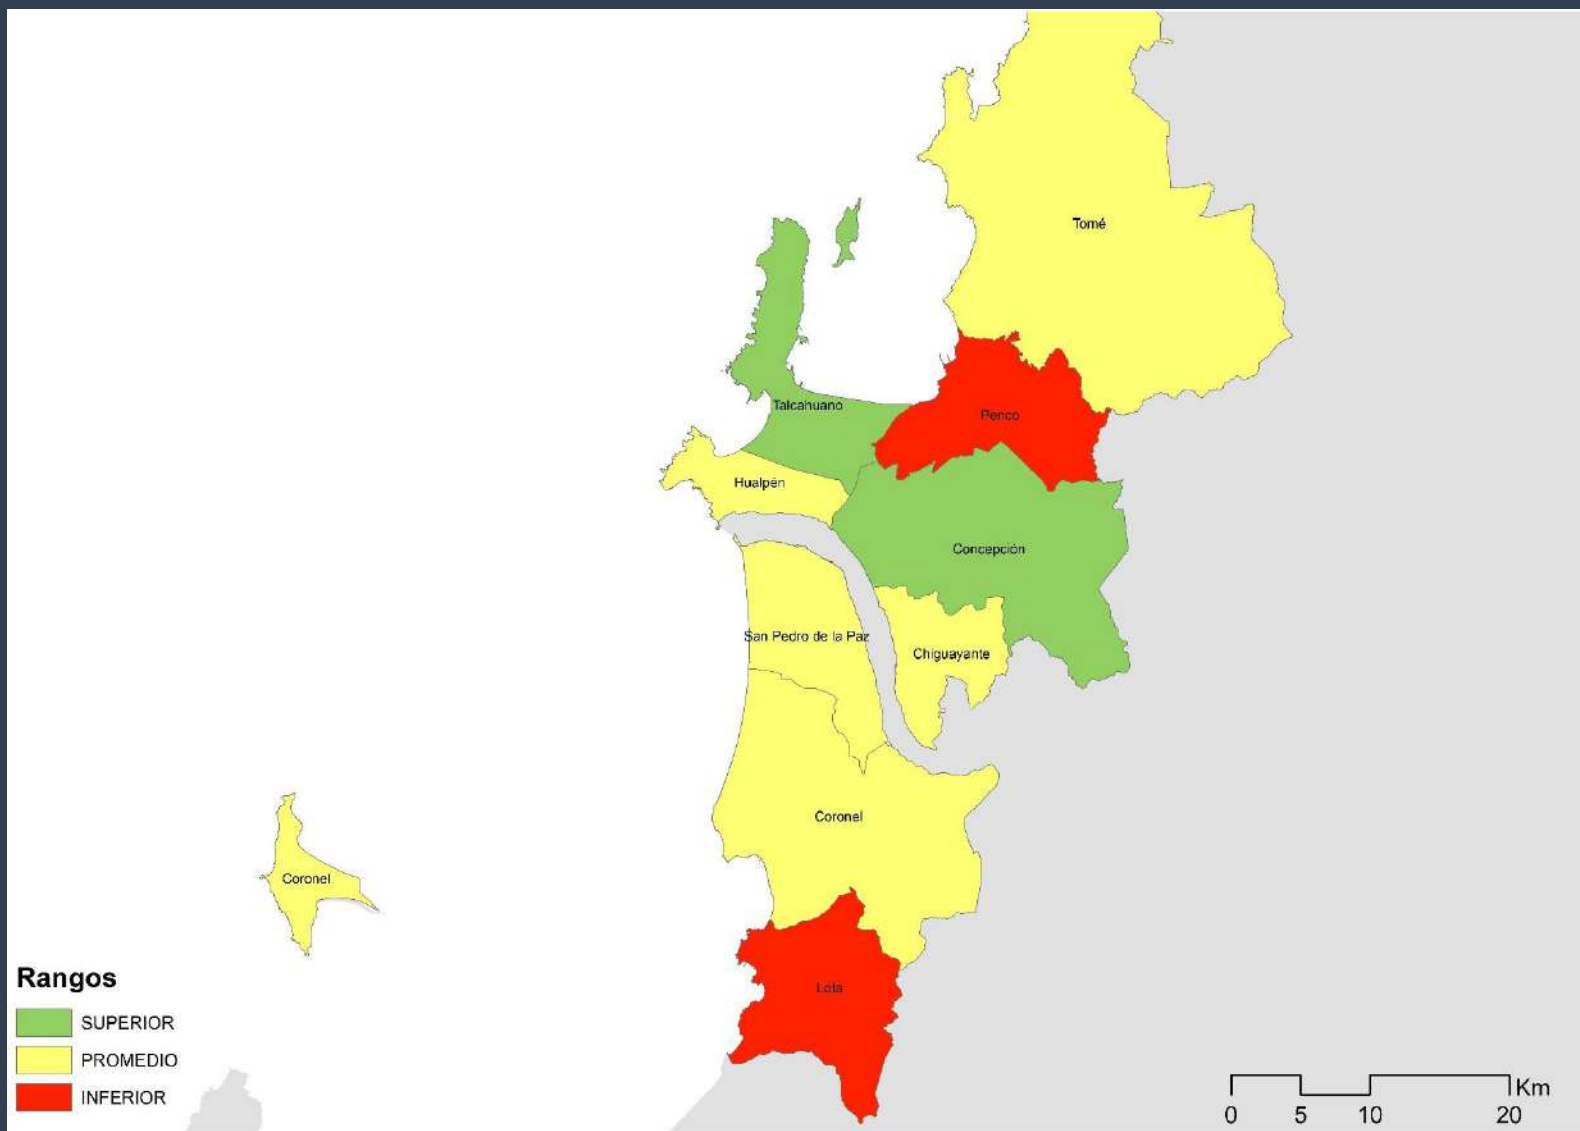 Tomé
Talcahuano
Penco
Hualpén
Concepción
San Pedro de la Paz
Chiguayante
Coronel
Coronel
Lota
Rangos
SUPERIOR
PROMEDIO
INFERIOR
Km
0 5 10 20